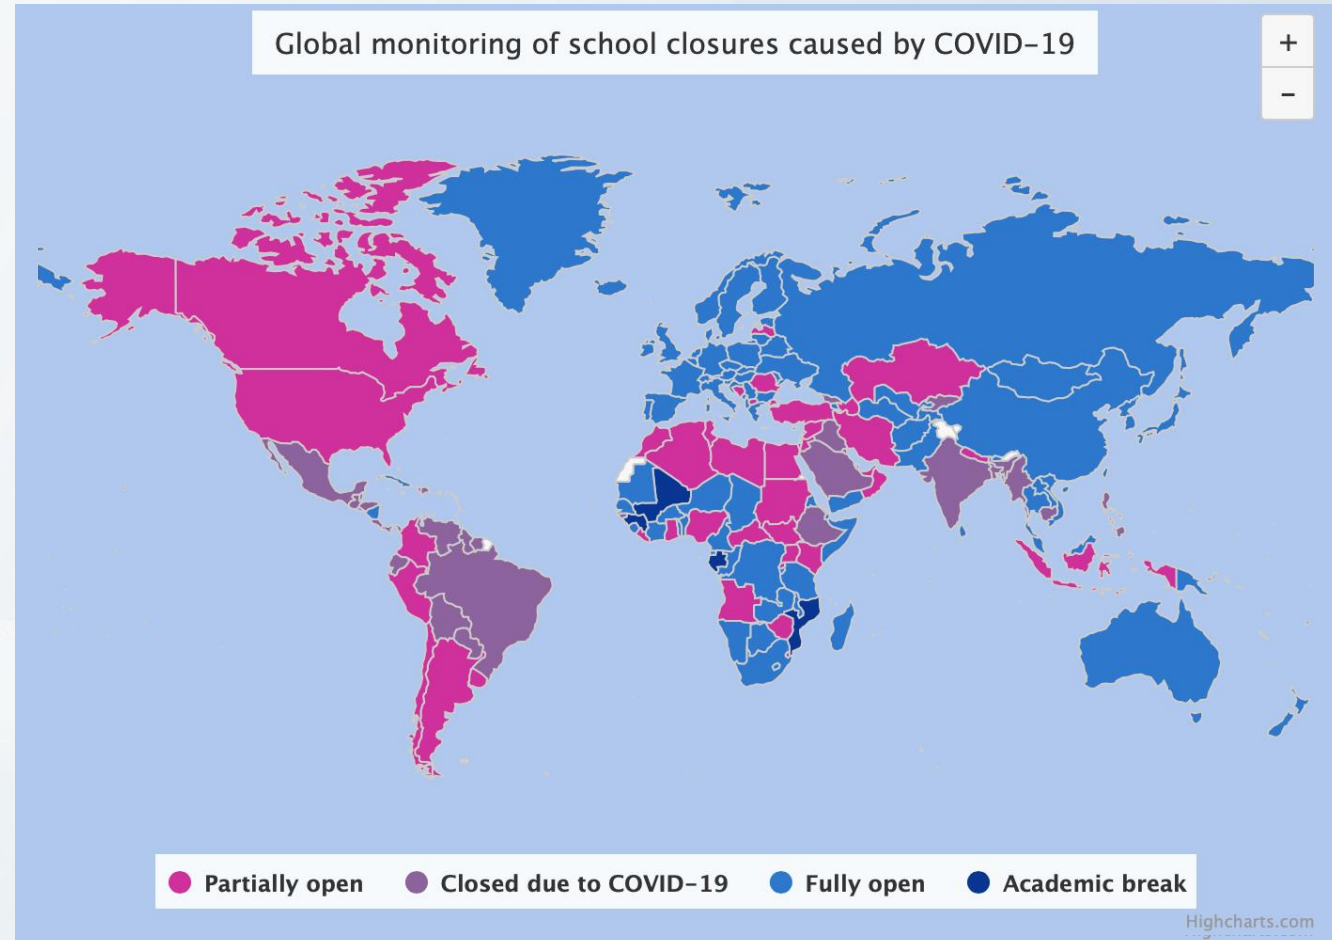 Global monitoring of school closures caused by COVID-19
+
-
Partially open
Closed due to COVID-19
Fully open
Academic break
Highcharts.com